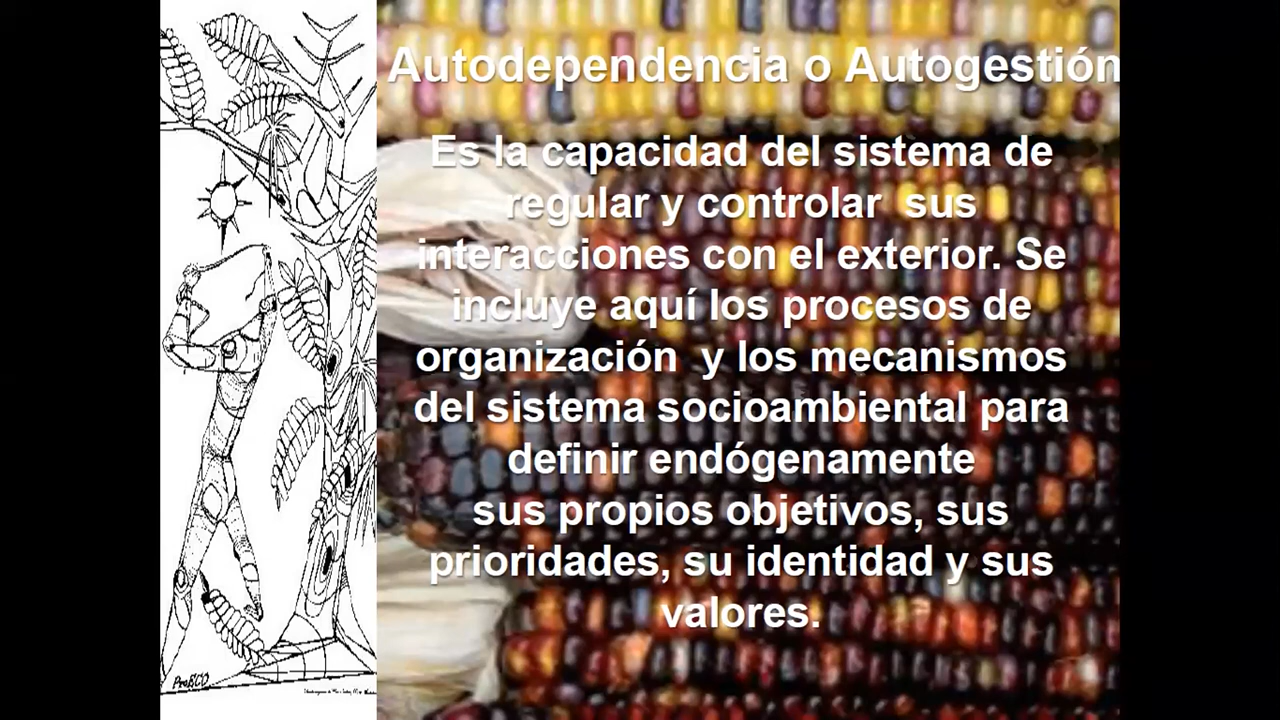 Autodependencia o Autogestión
Es la capacidad del sistema de
regular y controlar sus
interacciones con el exterior. Se
incluye aquí los procesos de
organización y los mecanismos
del sistema socioambiental para
definir endógenamente
sus propios objetivos, sus
prioridades, su identidad y sus
valores.